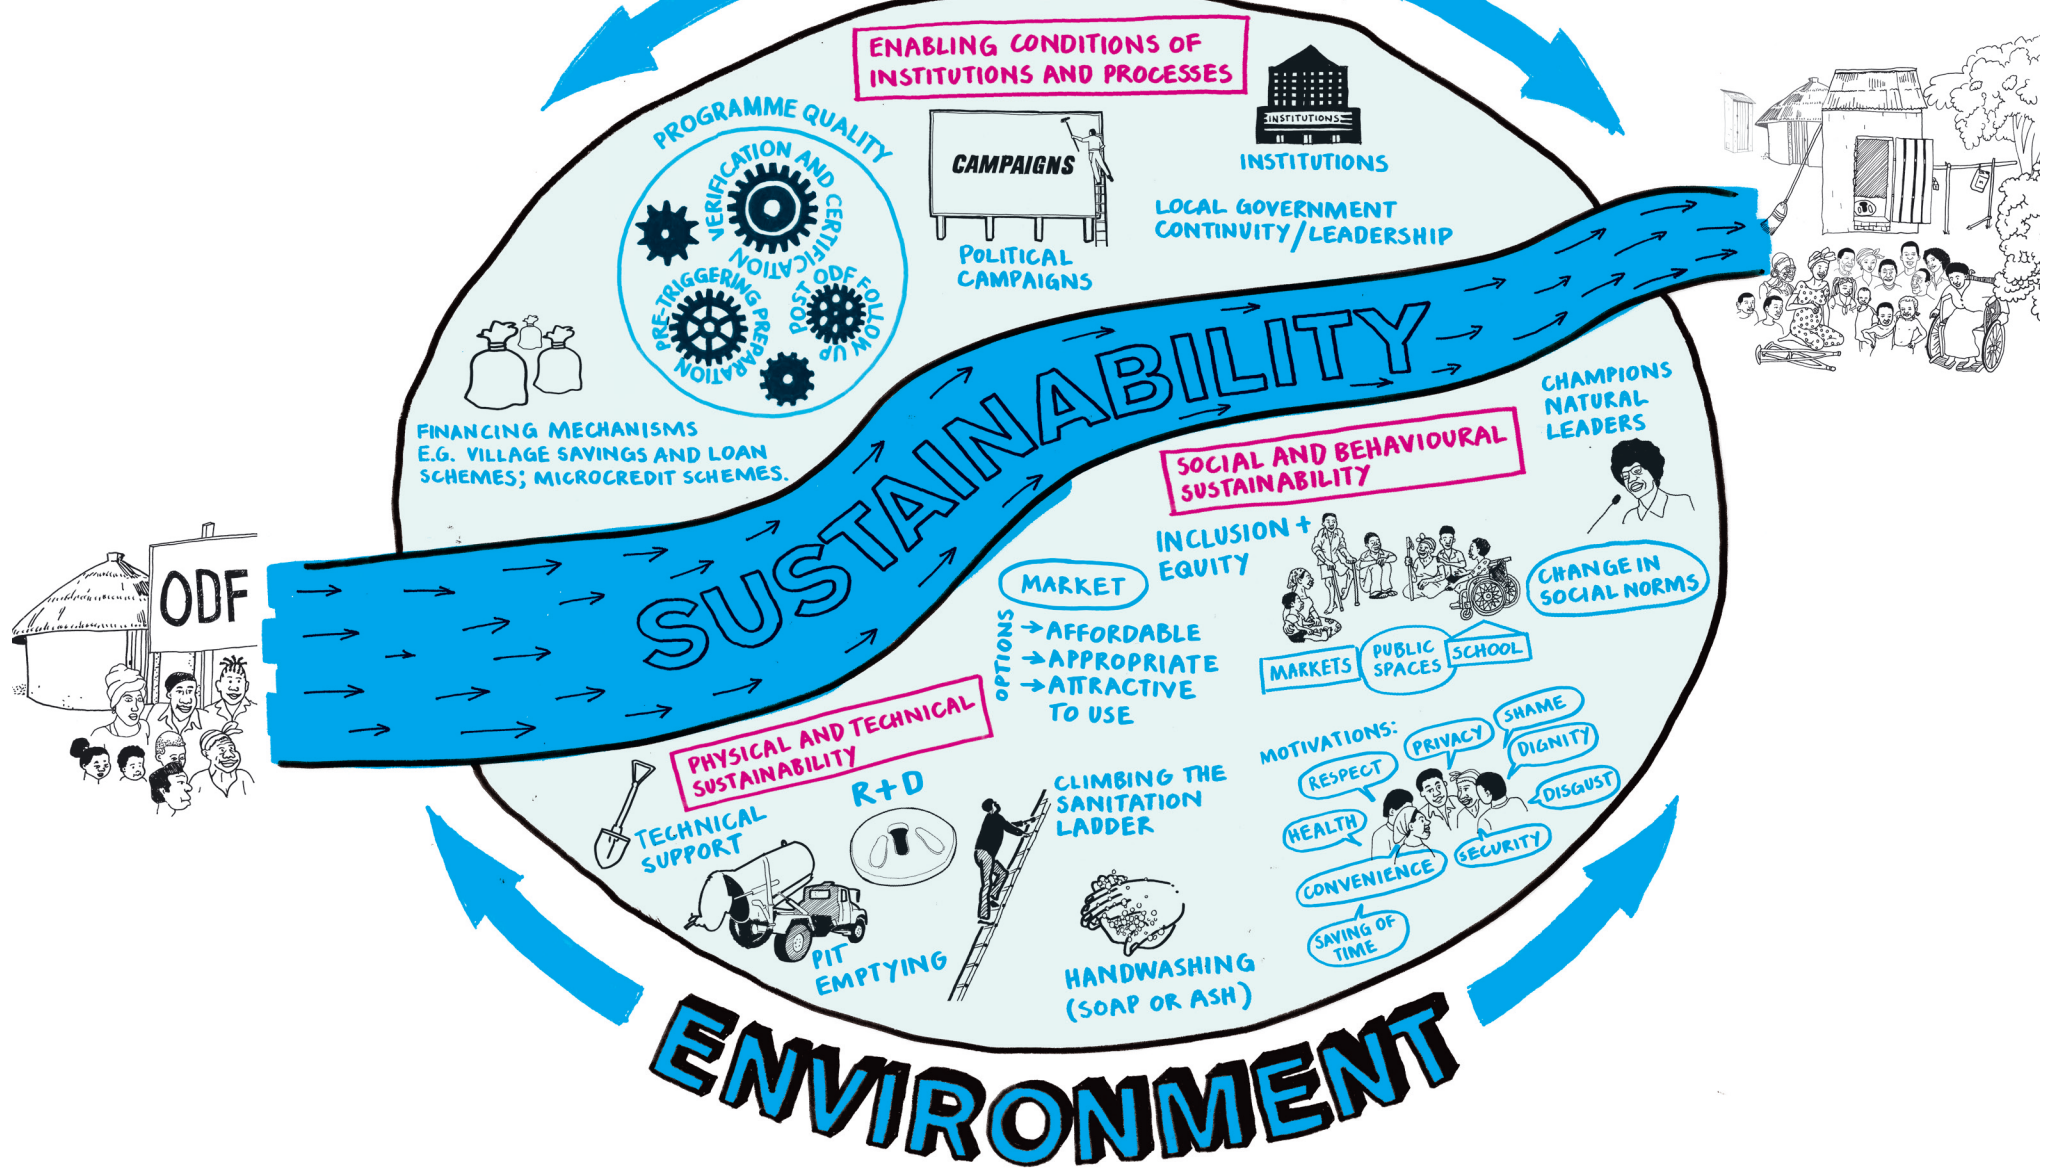 ENABLING CONDITIONS OF
INSTITUTIONS AND PROCESSES
PROGRAMME QUALITY
VERIFICATION AND CERTIFICATION
PRE-TRIGGERING PREPARATION
POST ODF FOLLOW UP
CAMPAIGNS
POLITICAL
CAMPAIGNS
INSTITUTIONS
INSTITUTIONS
LOCAL GOVERNMENT
CONTINUITY/LEADERSHIP
FINANCING MECHANISMS
E.G. VILLAGE SAVINGS AND LOAN
SCHEMES; MICROCREDIT SCHEMES.
ODF
SUSTAINABILITY
SOCIAL AND BEHAVIOURAL
SUSTAINABILITY
CHAMPIONS
NATURAL
LEADERS
INCLUSION +
EQUITY
CHANGE IN
SOCIAL NORMS
MARKETS
PUBLIC
SPACES
SCHOOL
MARKET
OPTIONS
→AFFORDABLE
→APPROPRIATE
→ATTRACTIVE
TO USE
MOTIVATIONS:
SHAME
PRIVACY
DIGNITY
RESPECT
DISGUST
HEALTH
SECURITY
CONVENIENCE
SAVING OF
TIME
PHYSICAL AND TECHNICAL
SUSTAINABILITY
TECHNICAL
SUPPORT
R+D
CLIMBING THE
SANITATION
LADDER
PIT
EMPTYING
HANDWASHING
(SOAP OR ASH)
ENVIRONMENT